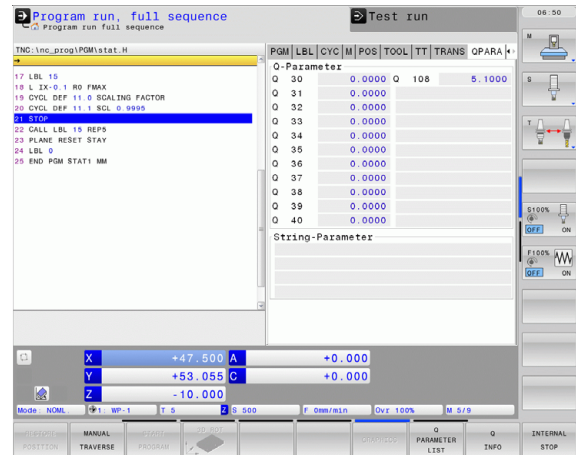 Program run, full sequence
Program run full sequence
Test run
06:50
TNC:\nc_prog\PGM\stat.H
17 LBL 15
18 L IX-0.1 R0 FMAX
19 CYCL DEF 11.0 SCALING FACTOR
20 CYCL DEF 11.1 SCL 0.9995
21 STOP
22 CALL LBL 15 REP5
23 PLANE RESET STAY
24 LBL 0
25 END PGM STAT1 MM
PGM LBL CYC M POS TOOL TT TRANS QPARA
Q-Parameter
Q 30 0.0000 Q 108 5.1000
Q 31 0.0000
Q 32 0.0000
Q 33 0.0000
Q 34 0.0000
Q 35 0.0000
Q 36 0.0000
Q 37 0.0000
Q 38 0.0000
Q 39 0.0000
Q 40 0.0000
String-Parameter
M
S
T
S100%
OFF ON
F100%
OFF ON
X +47.500 A +0.000
Y +53.055 C +0.000
Z -10.000
Mode: NOML. 1: WP-1 T 5 Z S 500 F 0mm/min Ovr 100% M 5/9
RESTORE POSITION
MANUAL TRAVERSE
START PROGRAM
3D ROT
Q PARAMETER LIST
Q INFO
INTERNAL STOP